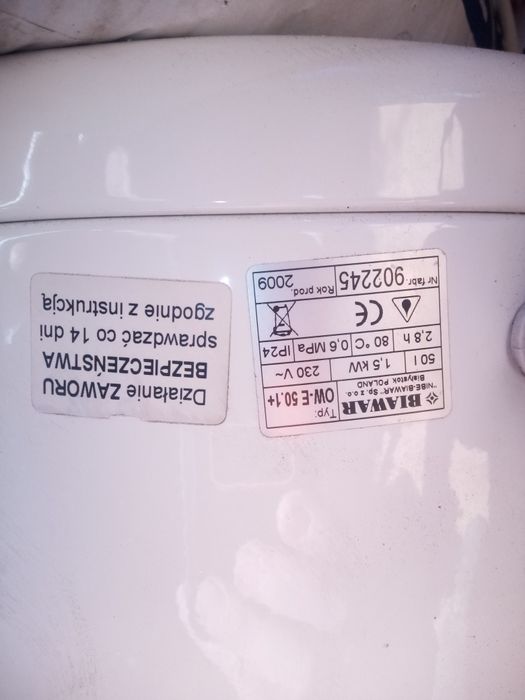 BIAWAR
"NIBE-BIAWAR" Sp. z o.o.
Białystok POLAND
Typ:
OW-E 50.1+
50 l 1,5 kW 230 V~
2,8 h 80 °C 0,6 MPa IP24
CE
Nr fabr. 902245 Rok prod. 2009
Działanie ZAWORU
BEZPIECZEŃSTWA
sprawdzać co 14 dni
zgodnie z instrukcją